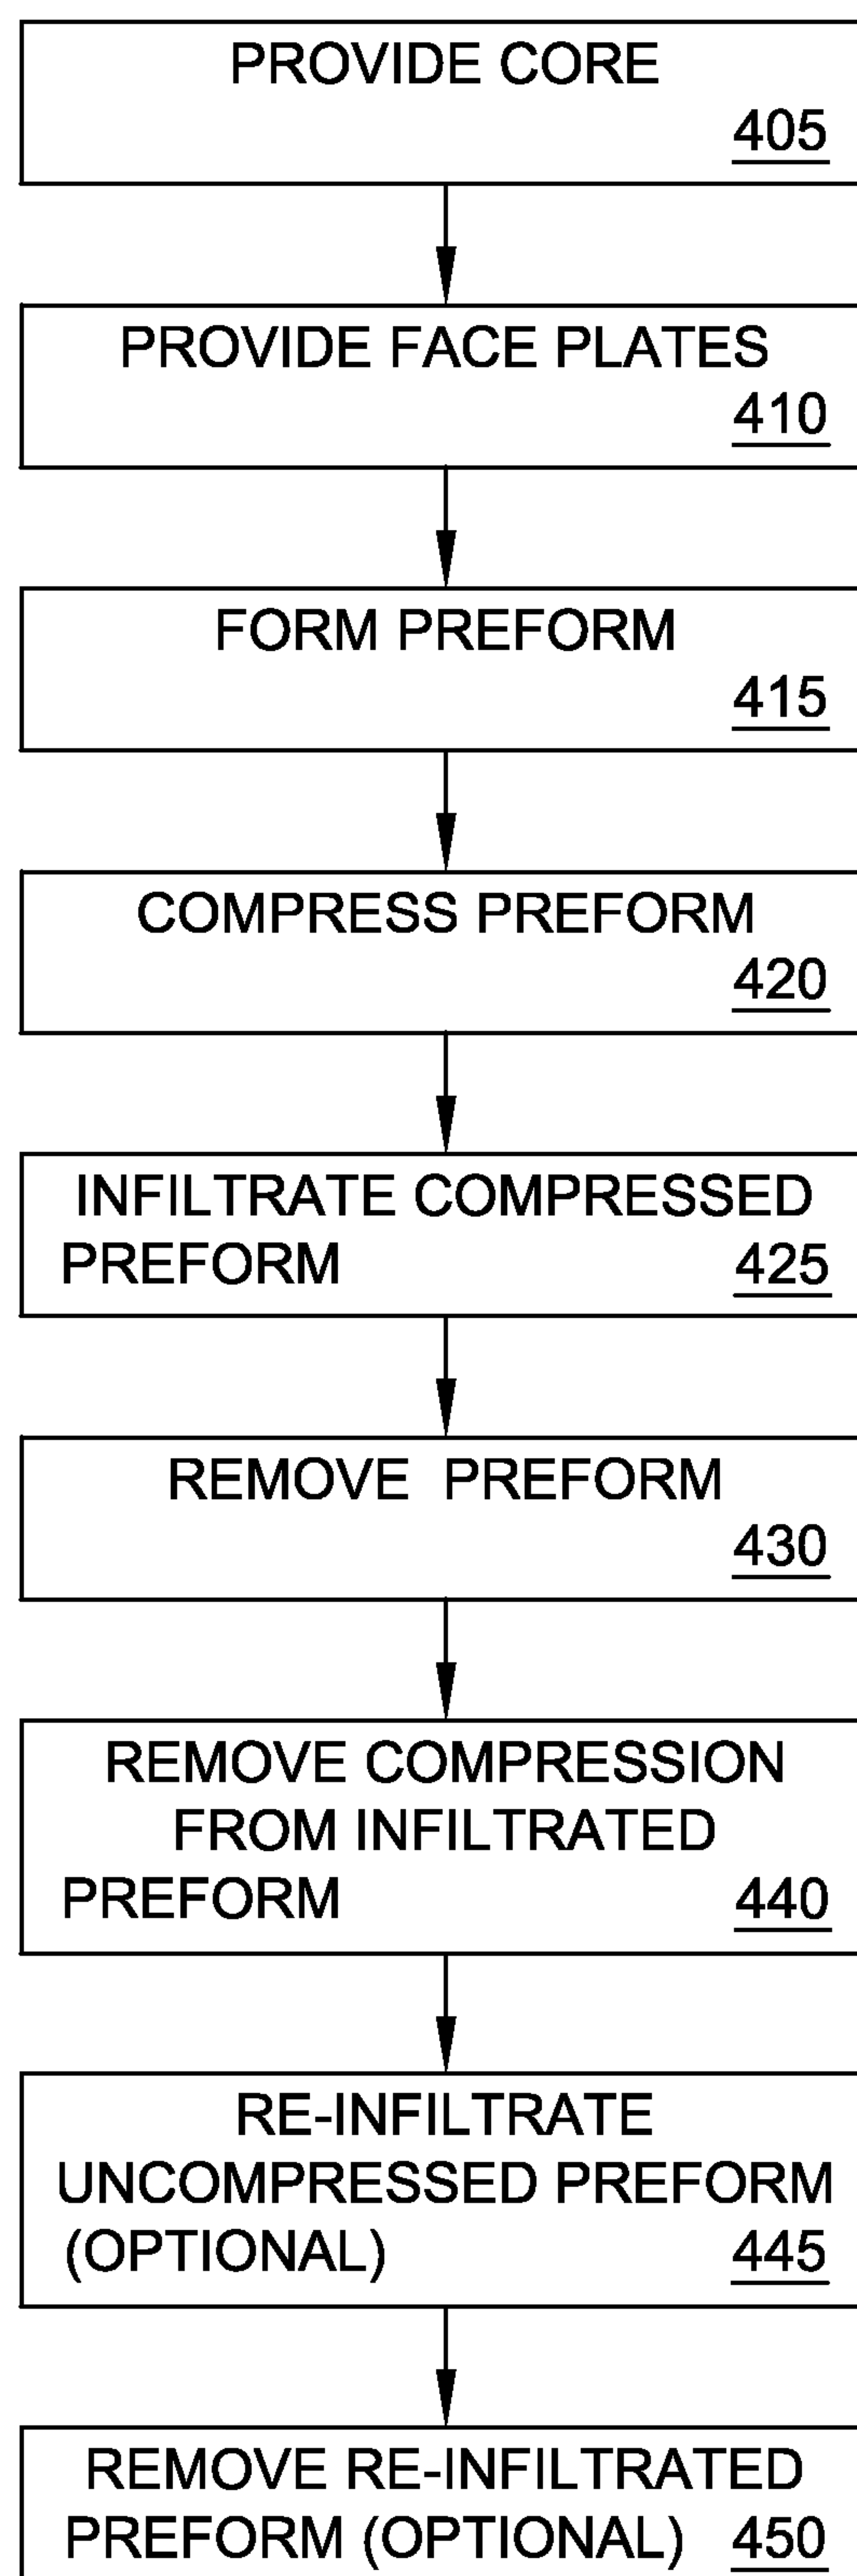 PROVIDE CORE
405
PROVIDE FACE PLATES
410
FORM PREFORM
415
COMPRESS PREFORM
420
INFILTRATE COMPRESSED
PREFORM 425
REMOVE PREFORM
430
REMOVE COMPRESSION
FROM INFILTRATED
PREFORM 440
RE-INFILTRATE
UNCOMPRESSED PREFORM
(OPTIONAL) 445
REMOVE RE-INFILTRATED
PREFORM (OPTIONAL) 450